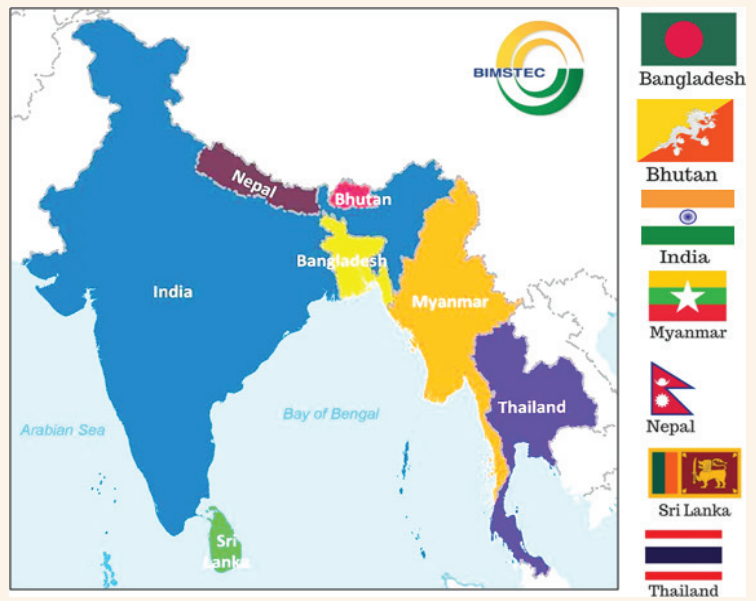 BIMSTEC
Nepal
Bhutan
Bangladesh
India
Myanmar
Thailand
Arabian Sea
Bay of Bengal
Sri
Lanka
Bangladesh
Bhutan
India
Myanmar
Nepal
Sri Lanka
Thailand